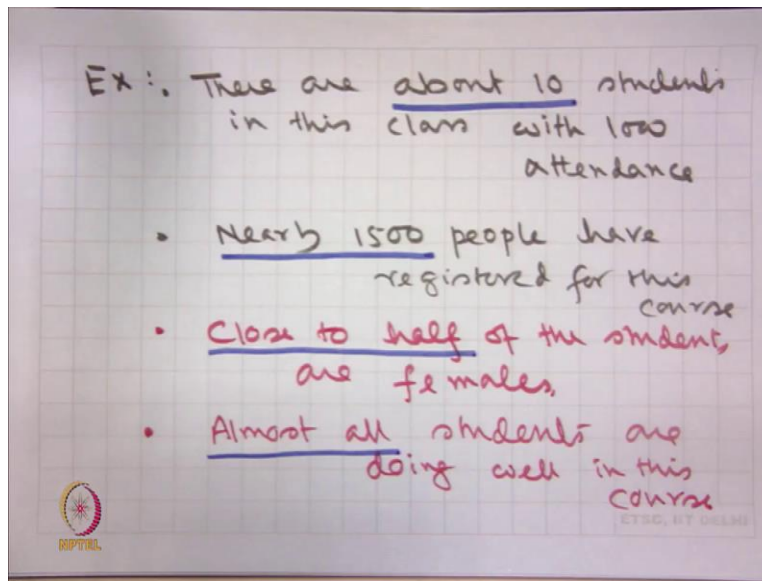 Ex:. There are about 10 students
in this class with low
attendance
• Nearly 1500 people have
registered for this
course
• Close to half of the students
are females.
• Almost all students are
doing well in this
course
NPTEL
ETSC, IIT DELHI